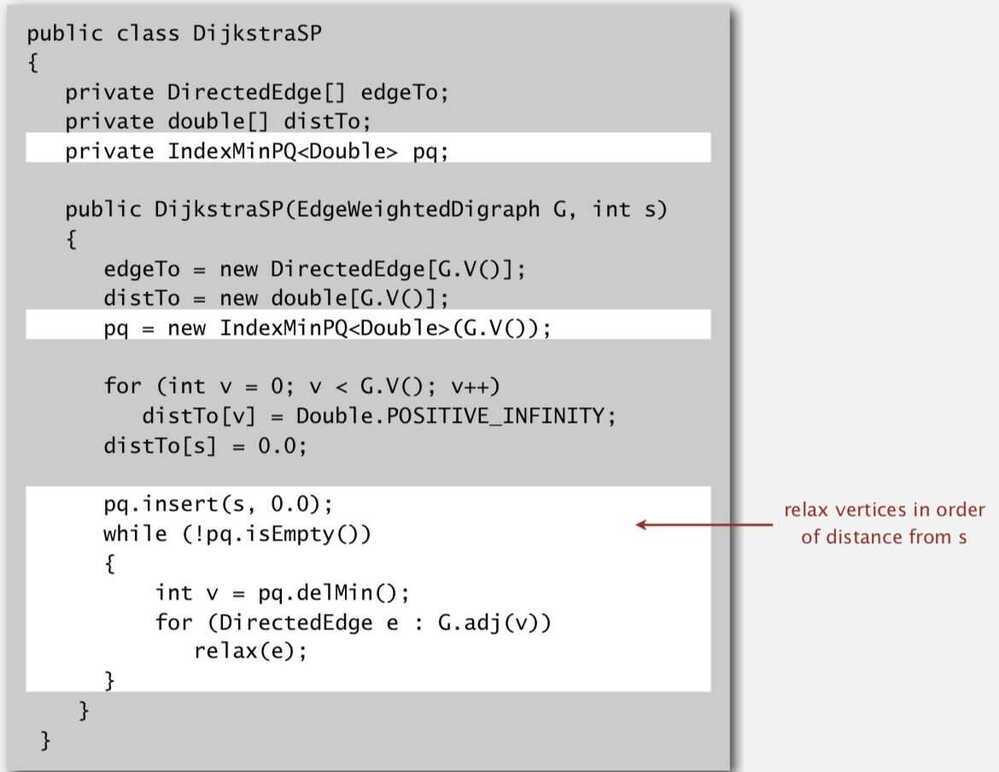 public class DijkstraSP
{
private DirectedEdge[] edgeTo;
private double[] distTo;
private IndexMinPQ<Double> pq;
public DijkstraSP(EdgeWeightedDigraph G, int s)
{
edgeTo = new DirectedEdge[G.V()];
distTo = new double[G.V()];
pq = new IndexMinPQ<Double>(G.V());
for (int v = 0; v < G.V(); v++)
distTo[v] = Double.POSITIVE_INFINITY;
distTo[s] = 0.0;
pq.insert(s, 0.0);
while (!pq.isEmpty())
{
int v = pq.delMin();
for (DirectedEdge e : G.adj(v))
relax(e);
}
}
}
relax vertices in order
of distance from s